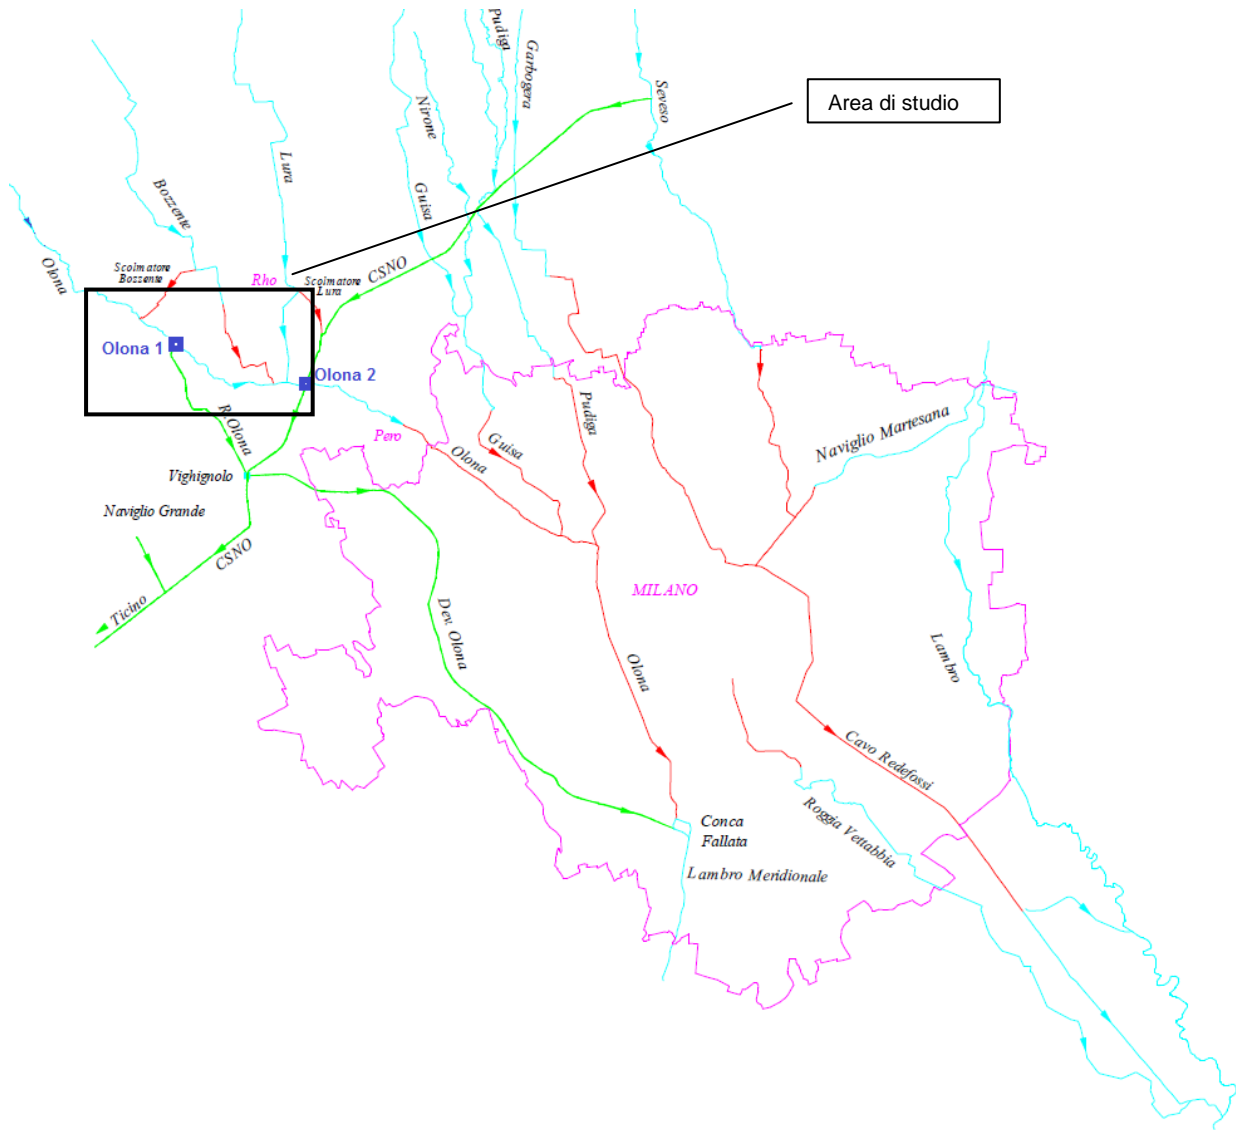 Pudiga
Garbogera
Seveso
Area di studio
Nirone
Lura
Bozzente
Guisa
Olona
Scolmatore
Bozzente
Rho
Scolmatore
Lura
CSNO
Olona 1
Olona 2
R. Olona
Pero
Olona
Guisa
Pudiga
Naviglio Martesana
Vighignolo
Naviglio Grande
CSNO
Ticino
MILANO
Dev. Olona
Olona
Lambro
Cavo Redefossi
Roggia Vettabbia
Conca
Fallata
Lambro Meridionale